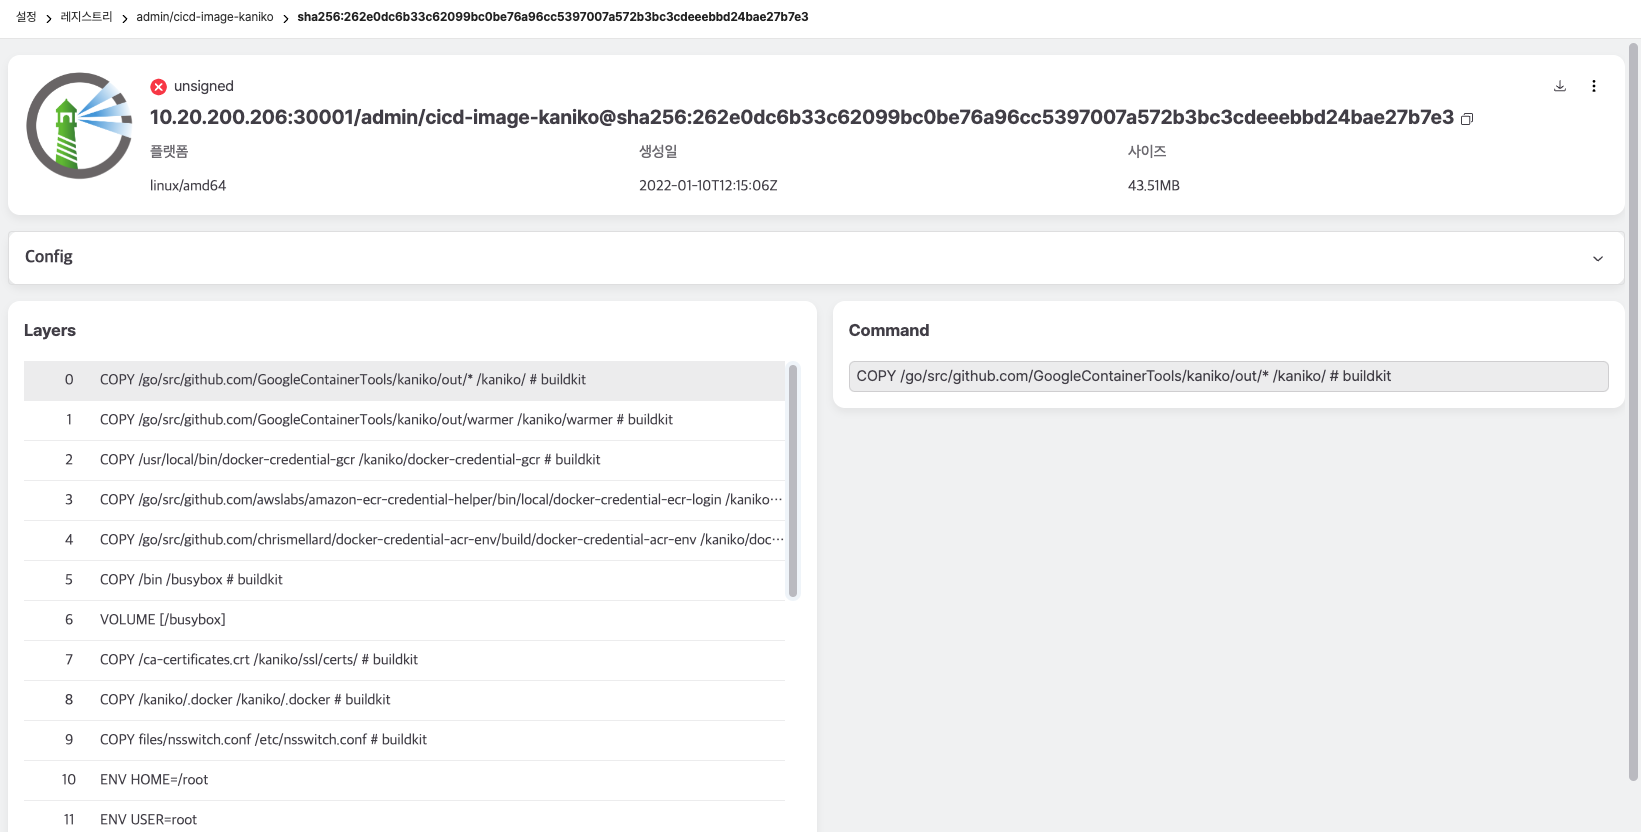 설정 > 레지스트리 > admin/cicd-image-kaniko > sha256:262e0dc6b33c62099bc0be76a96cc5397007a572b3bc3cdeeebbd24bae27b7e3
unsigned
10.20.200.206:30001/admin/cicd-image-kaniko@sha256:262e0dc6b33c62099bc0be76a96cc5397007a572b3bc3cdeeebbd24bae27b7e3
플랫폼 생성일 사이즈
linux/amd64 2022-01-10T12:15:06Z 43.51MB
Config
Layers
0 COPY /go/src/github.com/GoogleContainerTools/kaniko/out/* /kaniko/ # buildkit
1 COPY /go/src/github.com/GoogleContainerTools/kaniko/out/warmer /kaniko/warmer # buildkit
2 COPY /usr/local/bin/docker-credential-gcr /kaniko/docker-credential-gcr # buildkit
3 COPY /go/src/github.com/awslabs/amazon-ecr-credential-helper/bin/local/docker-credential-ecr-login /kaniko…
4 COPY /go/src/github.com/chrismellard/docker-credential-acr-env/build/docker-credential-acr-env /kaniko/doc…
5 COPY /bin /busybox # buildkit
6 VOLUME [/busybox]
7 COPY /ca-certificates.crt /kaniko/ssl/certs/ # buildkit
8 COPY /kaniko/.docker /kaniko/.docker # buildkit
9 COPY files/nsswitch.conf /etc/nsswitch.conf # buildkit
10 ENV HOME=/root
11 ENV USER=root
Command
COPY /go/src/github.com/GoogleContainerTools/kaniko/out/* /kaniko/ # buildkit